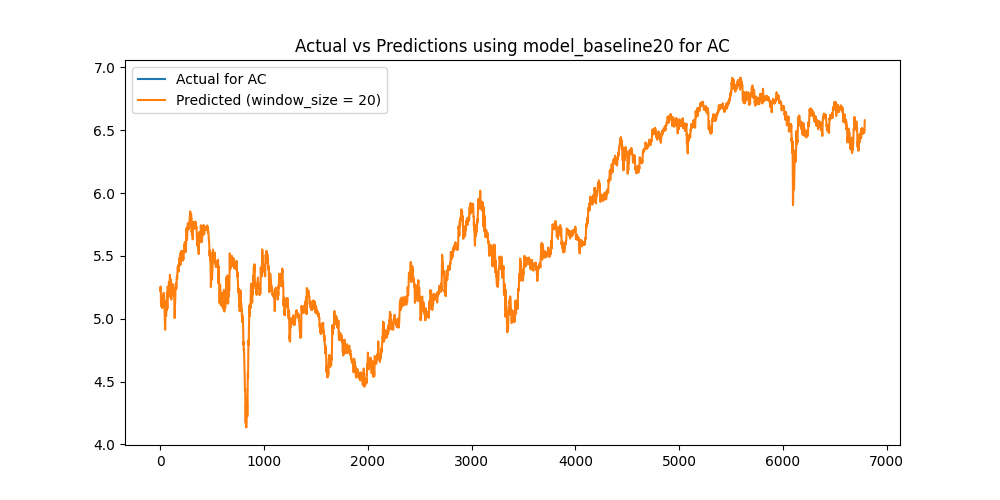 Actual vs Predictions using model_baseline20 for AC
Actual for AC
Predicted (window_size = 20)
7.0
6.5
6.0
5.5
5.0
4.5
4.0
0 1000 2000 3000 4000 5000 6000 7000